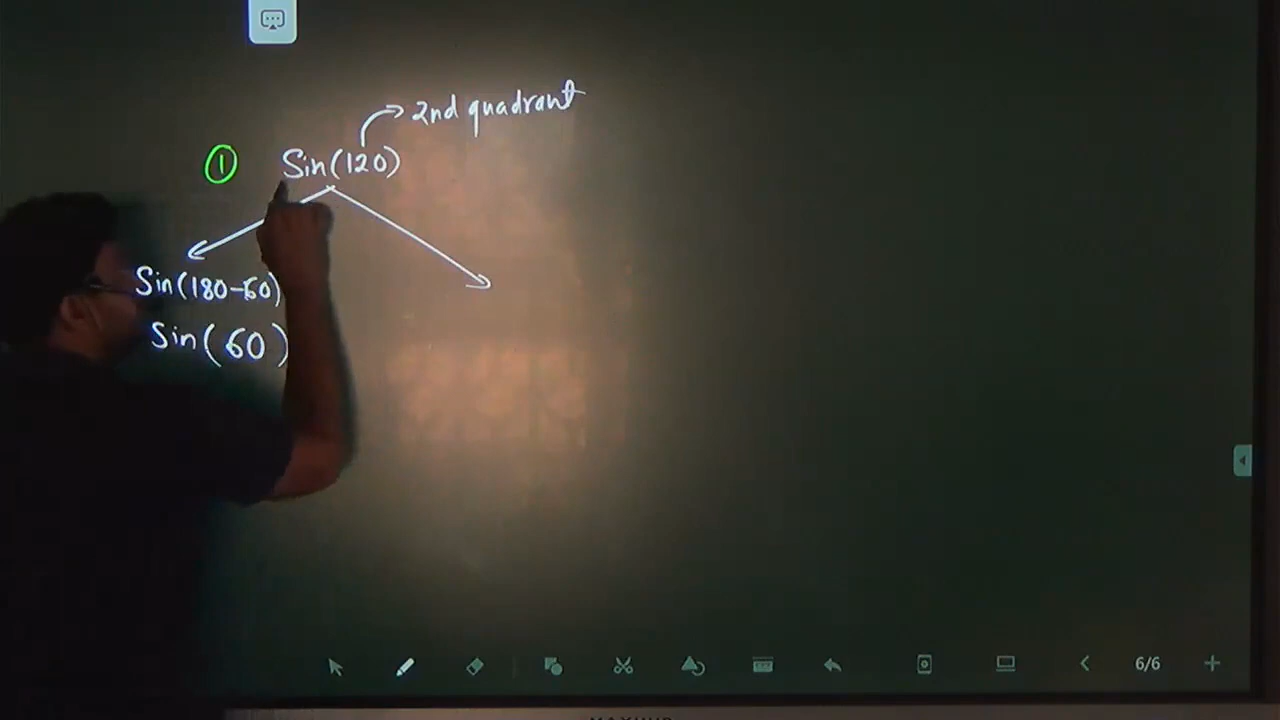 2nd quadrant
① Sin(120)
Sin(180-60)
Sin(60)
6/6